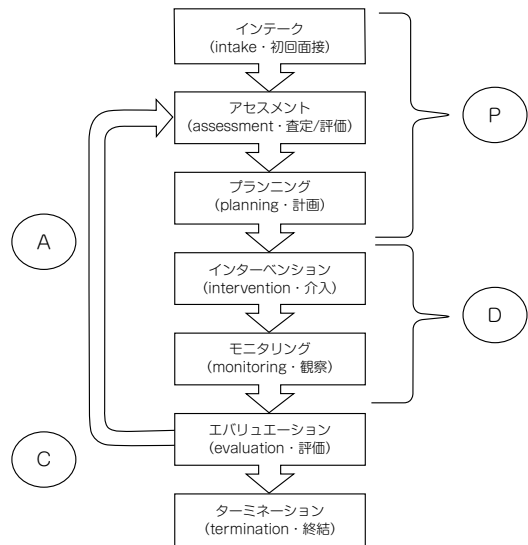 インテーク
(intake・初回面接)
アセスメント
(assessment・査定/評価)
プランニング
(planning・計画)
インターベンション
(intervention・介入)
モニタリング
(monitoring・観察)
エバリュエーション
(evaluation・評価)
ターミネーション
(termination・終結)
P
D
A
C